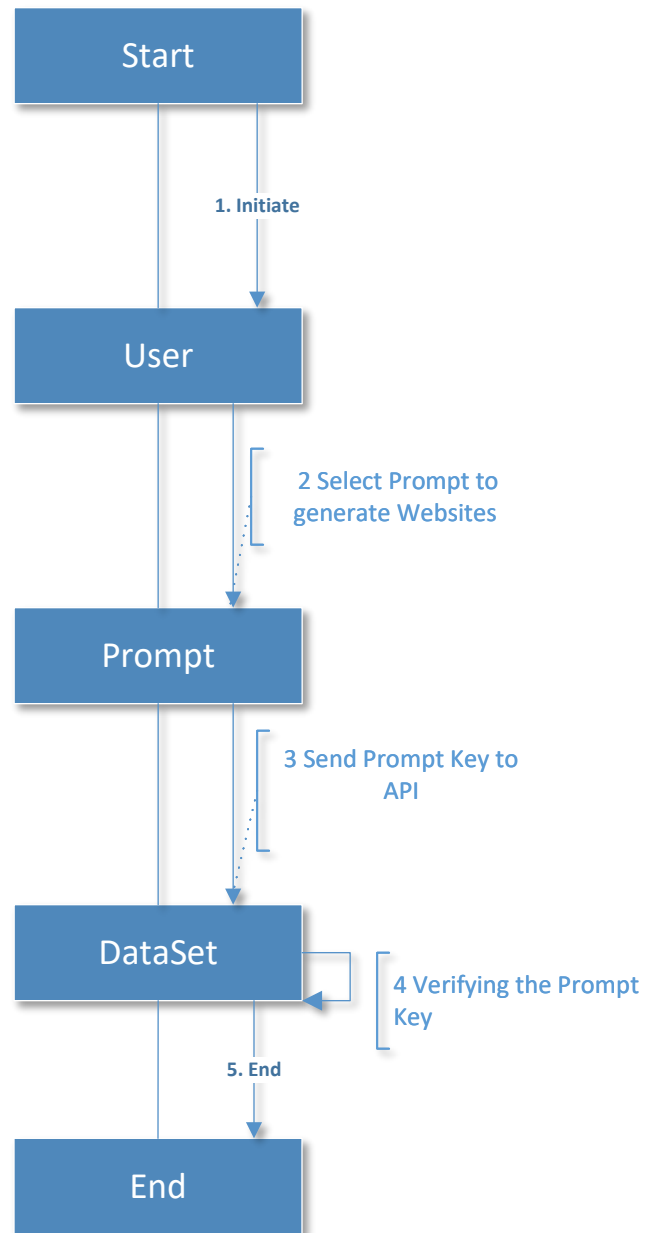 Start
1. Initiate
User
2 Select Prompt to
generate Websites
Prompt
3 Send Prompt Key to
API
DataSet
4 Verifying the Prompt
Key
5. End
End